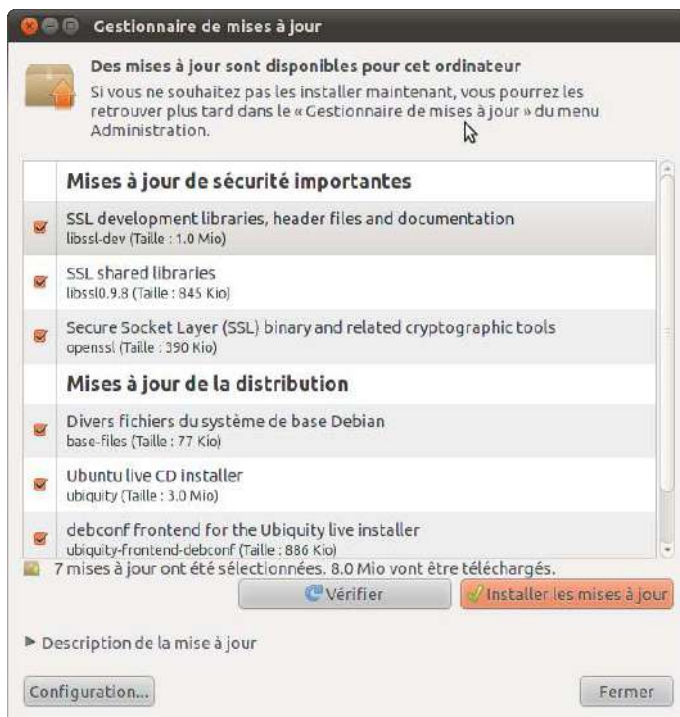 Gestionnaire de mises à jour
Des mises à jour sont disponibles pour cet ordinateur
Si vous ne souhaitez pas les installer maintenant, vous pourrez les
retrouver plus tard dans le « Gestionnaire de mises à jour » du menu
Administration.
Mises à jour de sécurité importantes
SSL development libraries, header files and documentation
libssl-dev (Taille : 1.0 Mio)
SSL shared libraries
libssl0.9.8 (Taille : 845 Kio)
Secure Socket Layer (SSL) binary and related cryptographic tools
openssl (Taille : 390 Kio)
Mises à jour de la distribution
Divers fichiers du système de base Debian
base-files (Taille : 77 Kio)
Ubuntu live CD installer
ubiquity (Taille : 3.0 Mio)
debconf frontend for the Ubiquity live installer
ubiquity-frontend-debconf (Taille : 886 Kio)
7 mises à jour ont été sélectionnées. 8.0 Mio vont être téléchargés.
Vérifier
Installer les mises à jour
Description de la mise à jour
Configuration...
Fermer